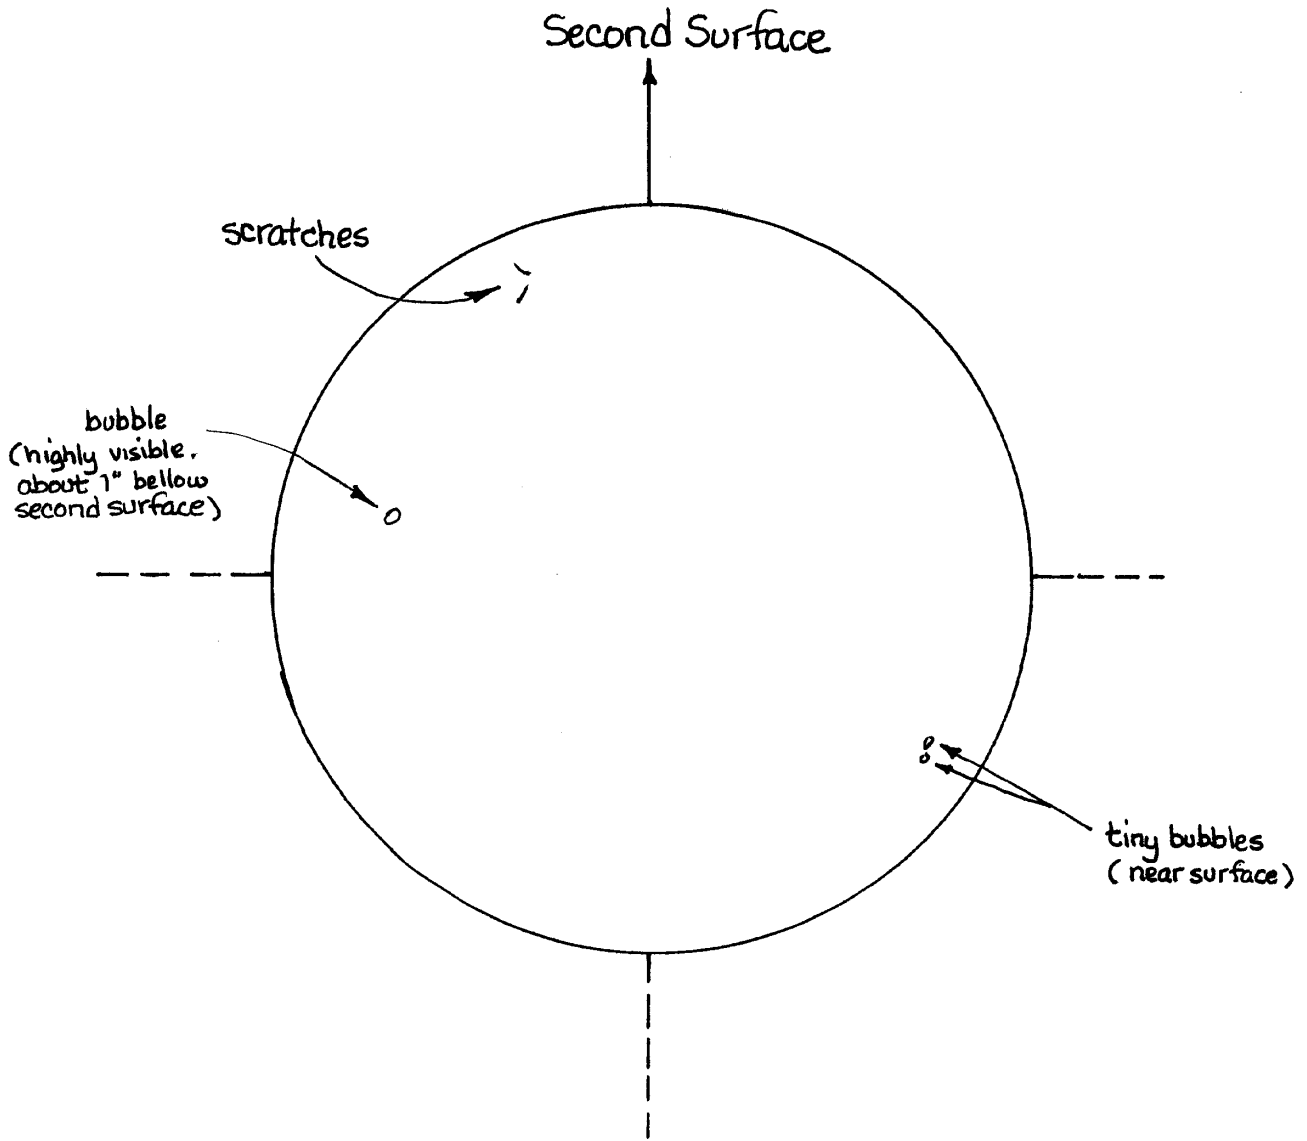 Second Surface
scratches
bubble
(highly visible.
about 1" bellow
second surface)
tiny bubbles
(near surface)